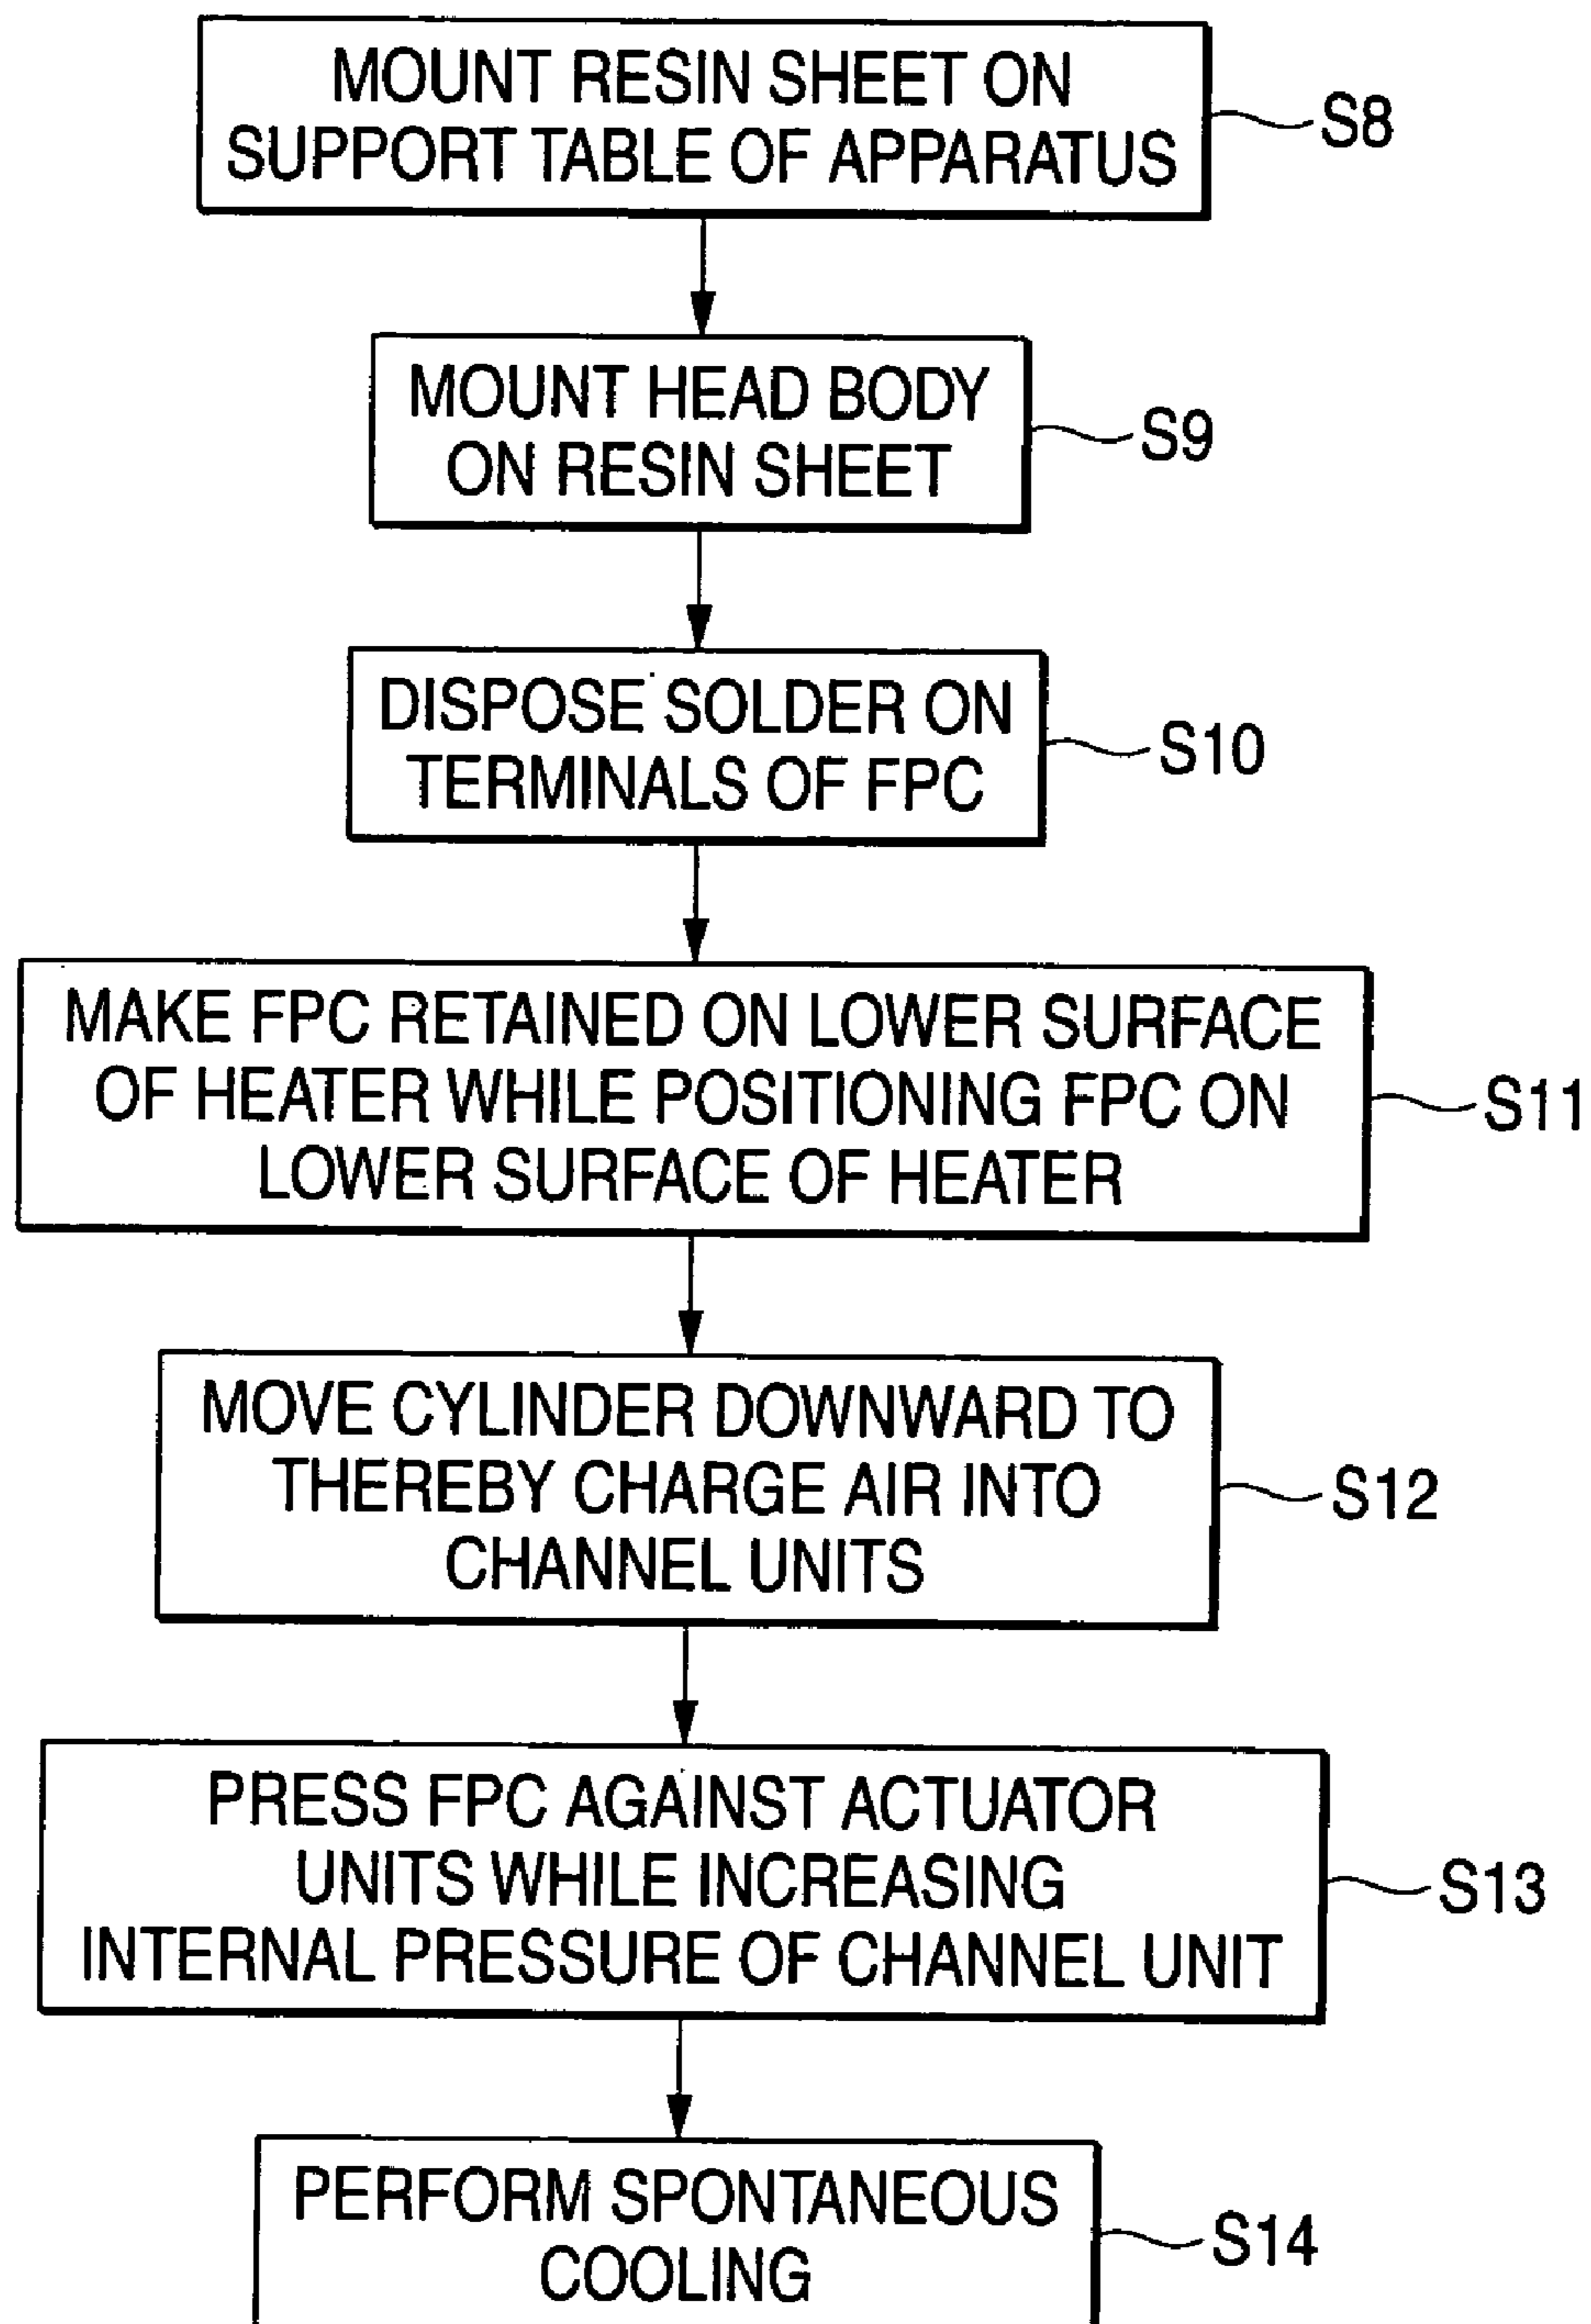 MOUNT RESIN SHEET ON
SUPPORT TABLE OF APPARATUS
S8
MOUNT HEAD BODY
ON RESIN SHEET
S9
DISPOSE SOLDER ON
TERMINALS OF FPC
S10
MAKE FPC RETAINED ON LOWER SURFACE
OF HEATER WHILE POSITIONING FPC ON
LOWER SURFACE OF HEATER
S11
MOVE CYLINDER DOWNWARD TO
THEREBY CHARGE AIR INTO
CHANNEL UNITS
S12
PRESS FPC AGAINST ACTUATOR
UNITS WHILE INCREASING
INTERNAL PRESSURE OF CHANNEL UNIT
S13
PERFORM SPONTANEOUS
COOLING
S14